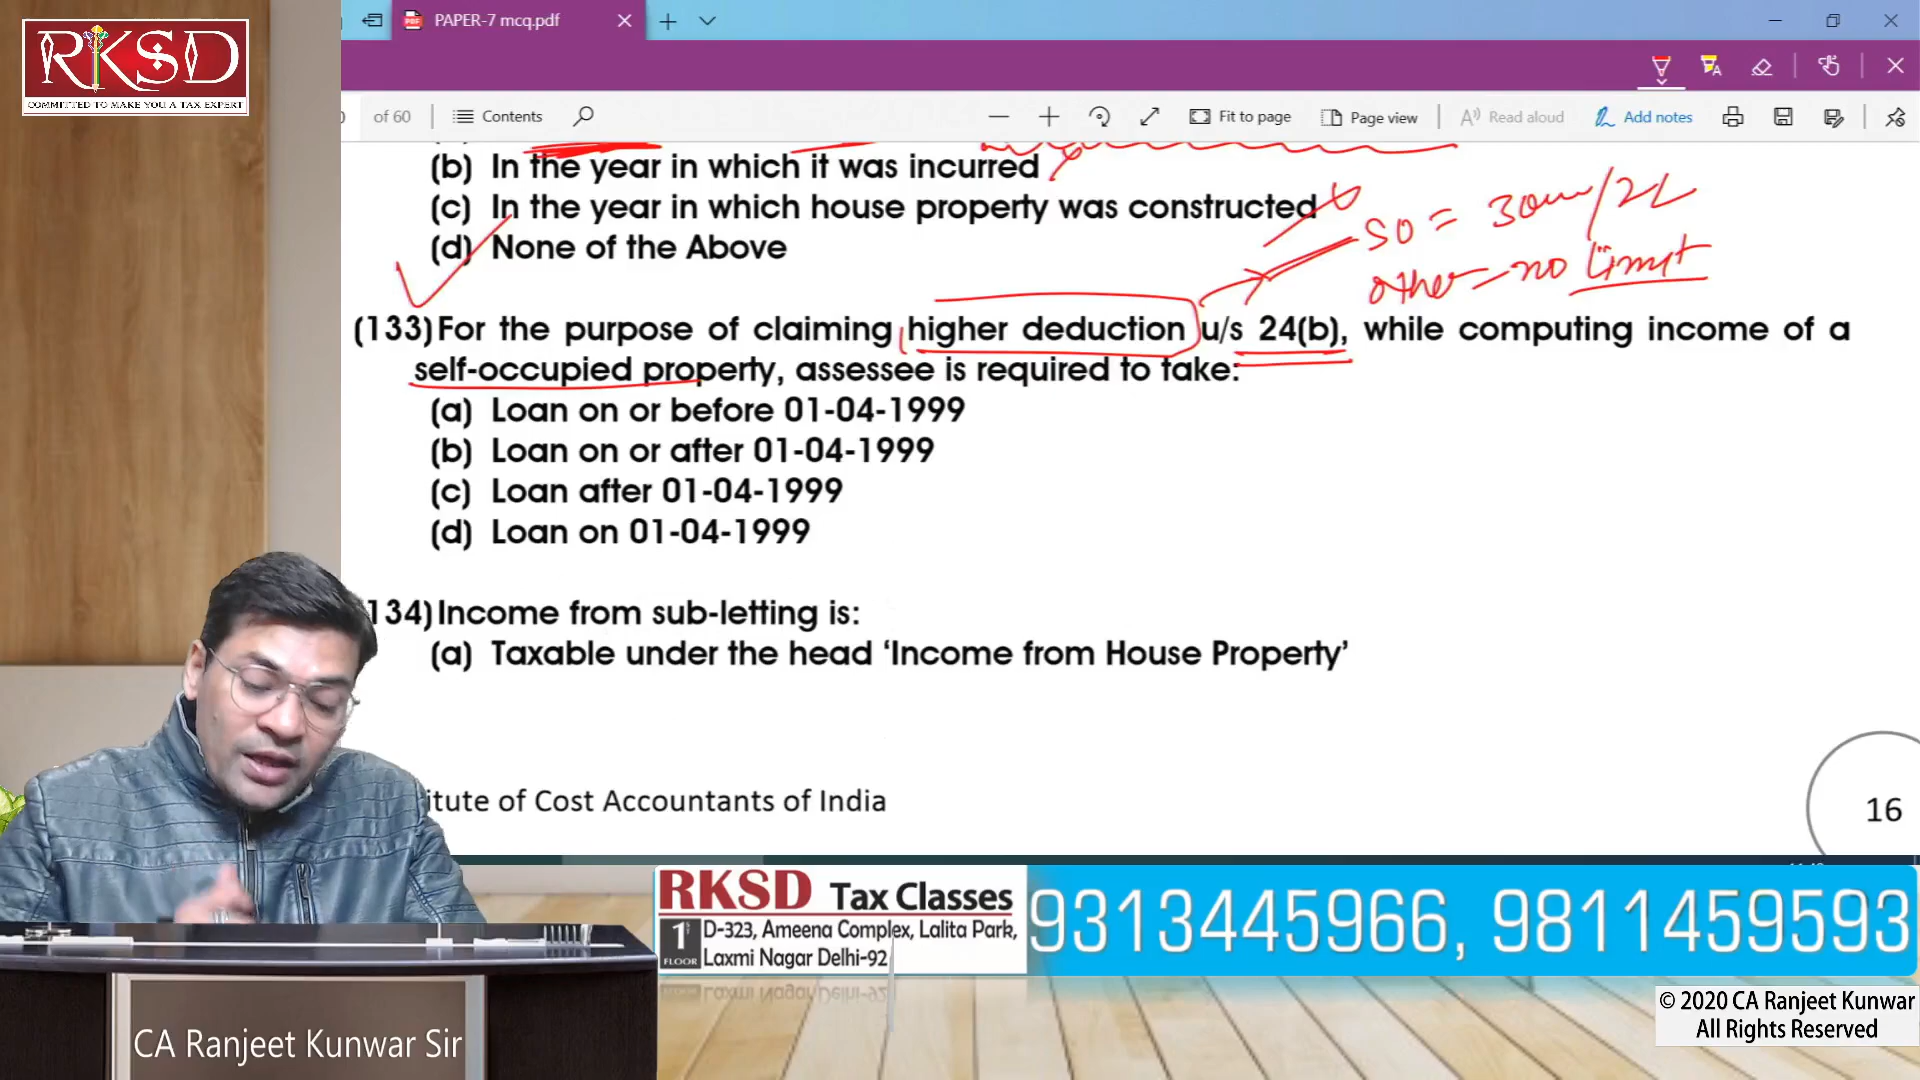 RKSD
COMMITTED TO MAKE YOU A TAX EXPERT
PAPER-7 mcq.pdf
of 60
Contents
Fit to page
Page view
Read aloud
Add notes
(b) In the year in which it was incurred
(c) In the year in which house property was constructed
(d) None of the Above
SO = 30000/2L
other - no limit
(133) For the purpose of claiming higher deduction u/s 24(b), while computing income of a
self-occupied property, assessee is required to take:
(a) Loan on or before 01-04-1999
(b) Loan on or after 01-04-1999
(c) Loan after 01-04-1999
(d) Loan on 01-04-1999
134) Income from sub-letting is:
(a) Taxable under the head ‘Income from House Property’
itute of Cost Accountants of India
16
RKSD Tax Classes
1ST FLOOR
D-323, Ameena Complex, Lalita Park,
Laxmi Nagar Delhi-92
9313445966, 9811459593
CA Ranjeet Kunwar Sir
© 2020 CA Ranjeet Kunwar
All Rights Reserved